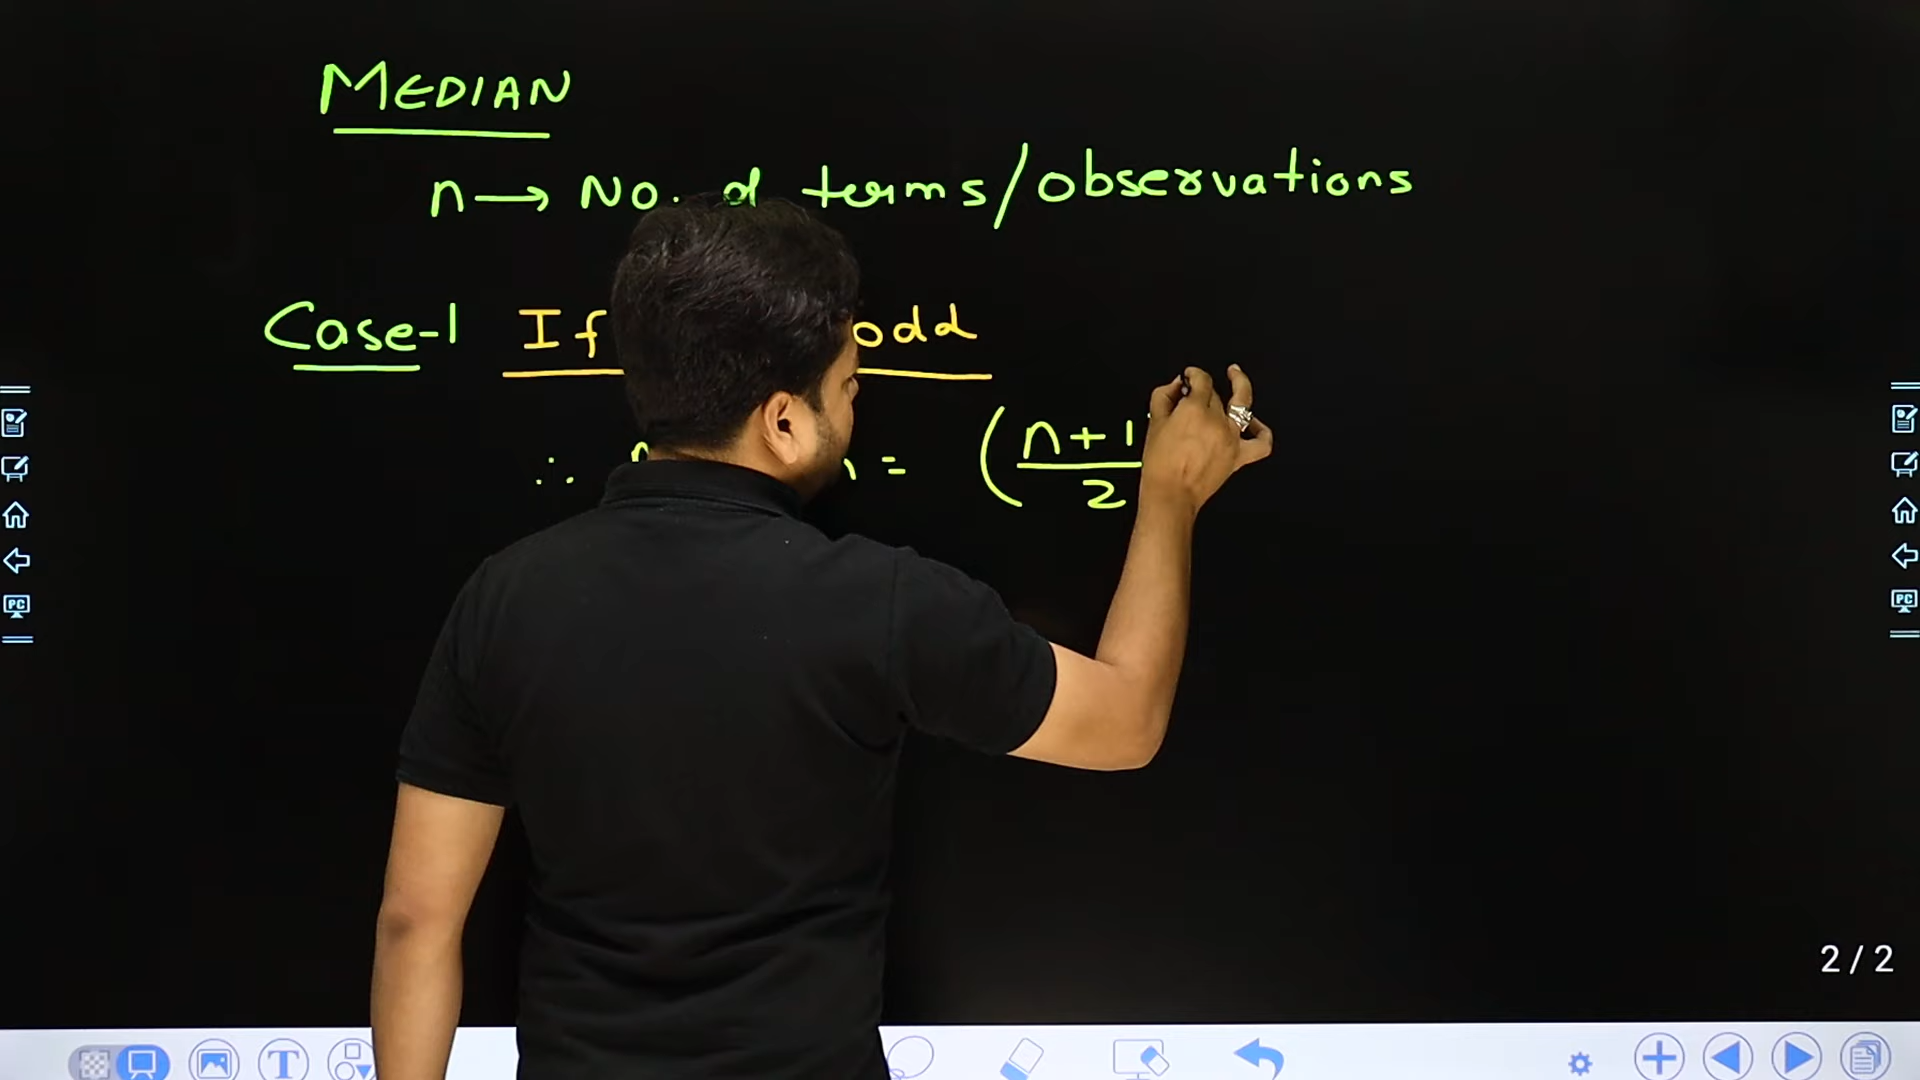 MEDIAN
n → No. of terms/observations
Case-1 If odd
∴ = (n+1/2
2/2